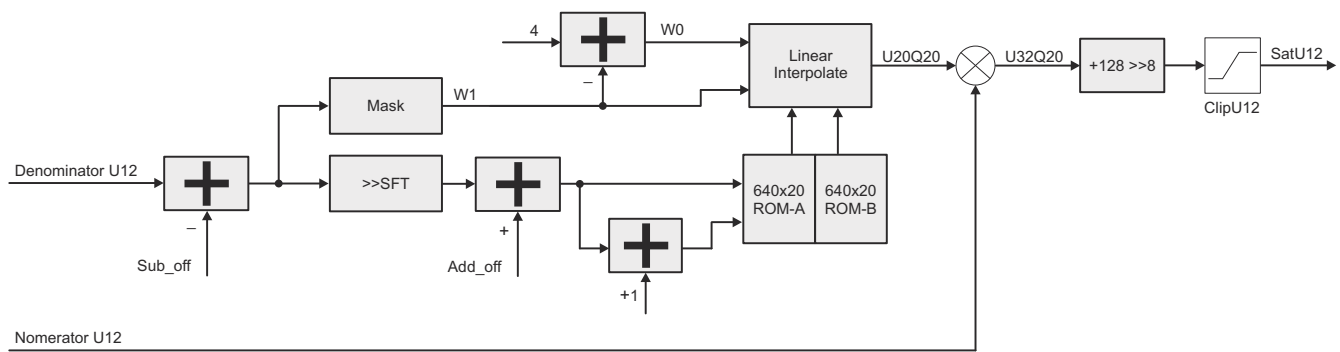 4
W0
Linear
Interpolate
U20Q20
U32Q20
+128 >>8
SatU12
ClipU12
–
Mask
W1
Denominator U12
>>SFT
640x20
ROM-A
640x20
ROM-B
–
+
Sub_off
Add_off
+1
Nomerator U12